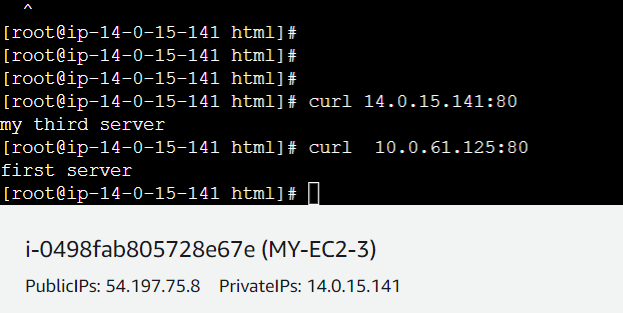 ^
[root@ip-14-0-15-141 html]#
[root@ip-14-0-15-141 html]#
[root@ip-14-0-15-141 html]#
[root@ip-14-0-15-141 html]# curl 14.0.15.141:80
my third server
[root@ip-14-0-15-141 html]# curl  10.0.61.125:80
first server
[root@ip-14-0-15-141 html]#
i-0498fab805728e67e (MY-EC2-3)
PublicIPs: 54.197.75.8 PrivateIPs: 14.0.15.141